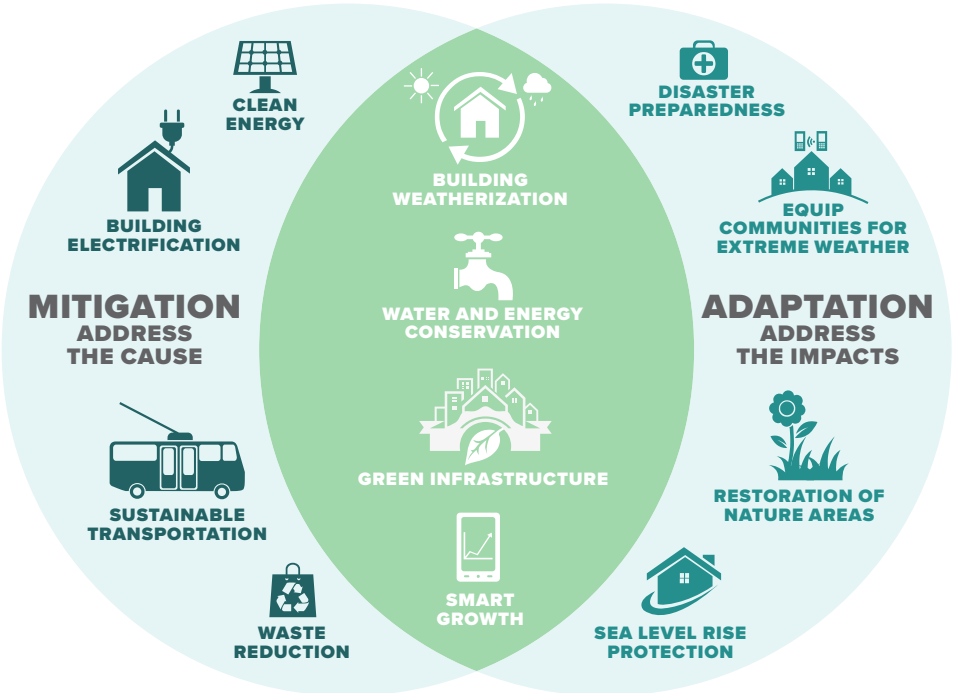 CLEAN
ENERGY
BUILDING
ELECTRIFICATION
MITIGATION
ADDRESS
THE CAUSE
SUSTAINABLE
TRANSPORTATION
WASTE
REDUCTION
BUILDING
WEATHERIZATION
WATER AND ENERGY
CONSERVATION
GREEN INFRASTRUCTURE
SMART
GROWTH
DISASTER
PREPAREDNESS
EQUIP
COMMUNITIES FOR
EXTREME WEATHER
ADAPTATION
ADDRESS
THE IMPACTS
RESTORATION OF
NATURE AREAS
SEA LEVEL RISE
PROTECTION